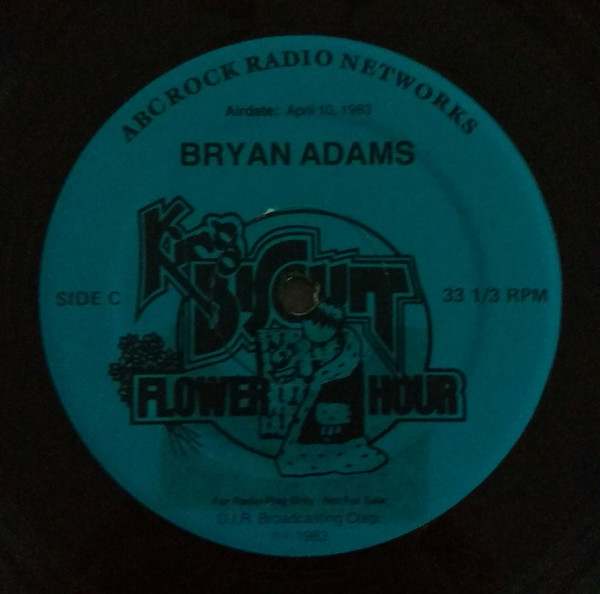 ABC ROCK RADIO NETWORKS
Airdate: April 10, 1983
BRYAN ADAMS
King
BISCUIT
SIDE C
33 1/3 RPM
FLOWER HOUR
For Radio Play Only - Not For Sale
D.I.R. Broadcasting Corp.
1983